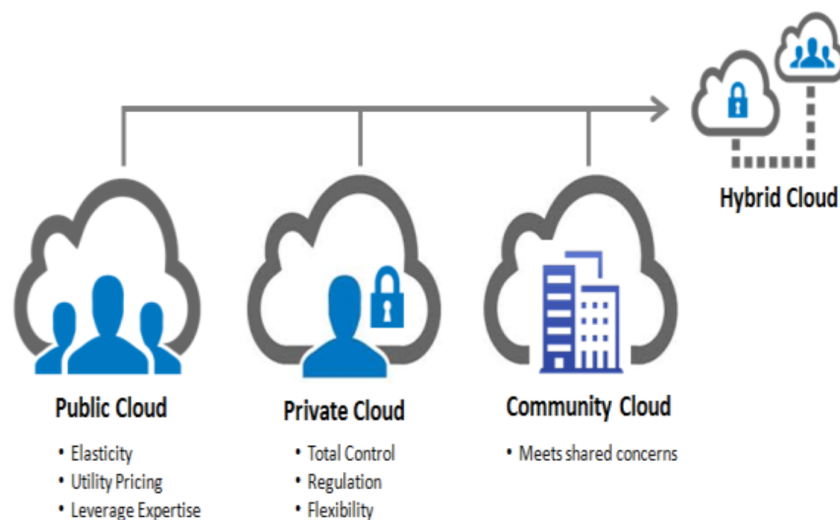 Hybrid Cloud
Public Cloud
• Elasticity
• Utility Pricing
• Leverage Expertise
Private Cloud
• Total Control
• Regulation
• Flexibility
Community Cloud
• Meets shared concerns